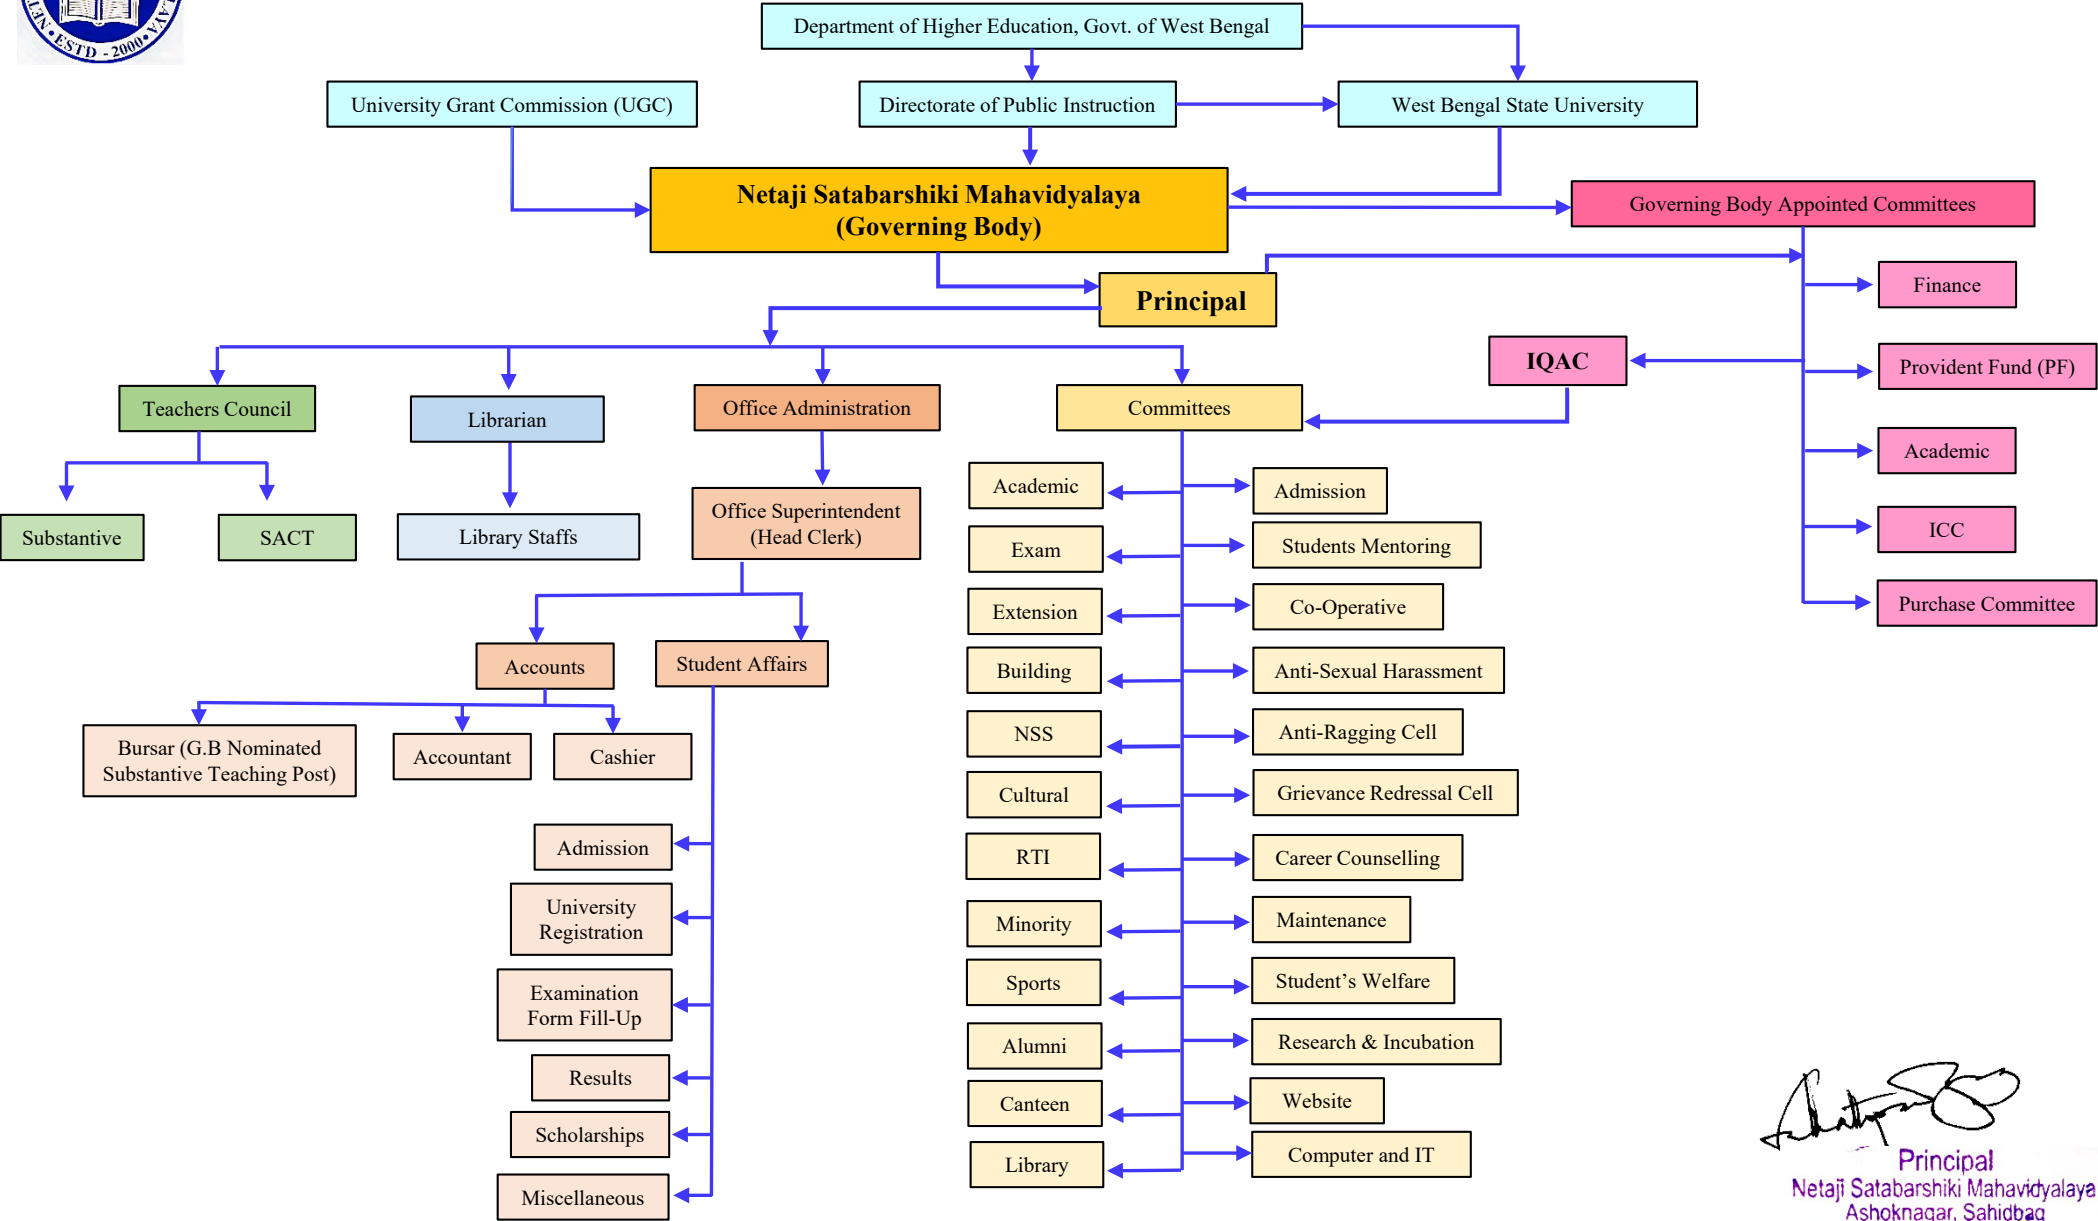 ESTD - 2000
Department of Higher Education, Govt. of West Bengal
University Grant Commission (UGC)
Directorate of Public Instruction
West Bengal State University
Netaji Satabarshiki Mahavidyalaya
(Governing Body)
Governing Body Appointed Committees
Principal
Finance
IQAC
Provident Fund (PF)
Academic
ICC
Purchase Committee
Teachers Council
Librarian
Office Administration
Committees
Substantive
SACT
Library Staffs
Office Superintendent
(Head Clerk)
Accounts
Student Affairs
Bursar (G.B Nominated
Substantive Teaching Post)
Accountant
Cashier
Admission
University
Registration
Examination
Form Fill-Up
Results
Scholarships
Miscellaneous
Academic
Admission
Exam
Students Mentoring
Extension
Co-Operative
Building
Anti-Sexual Harassment
NSS
Anti-Ragging Cell
Cultural
Grievance Redressal Cell
RTI
Career Counselling
Minority
Maintenance
Sports
Student’s Welfare
Alumni
Research & Incubation
Canteen
Website
Library
Computer and IT
Principal
Netaji Satabarshiki Mahavidyalaya
Ashoknagar, Sahidbag